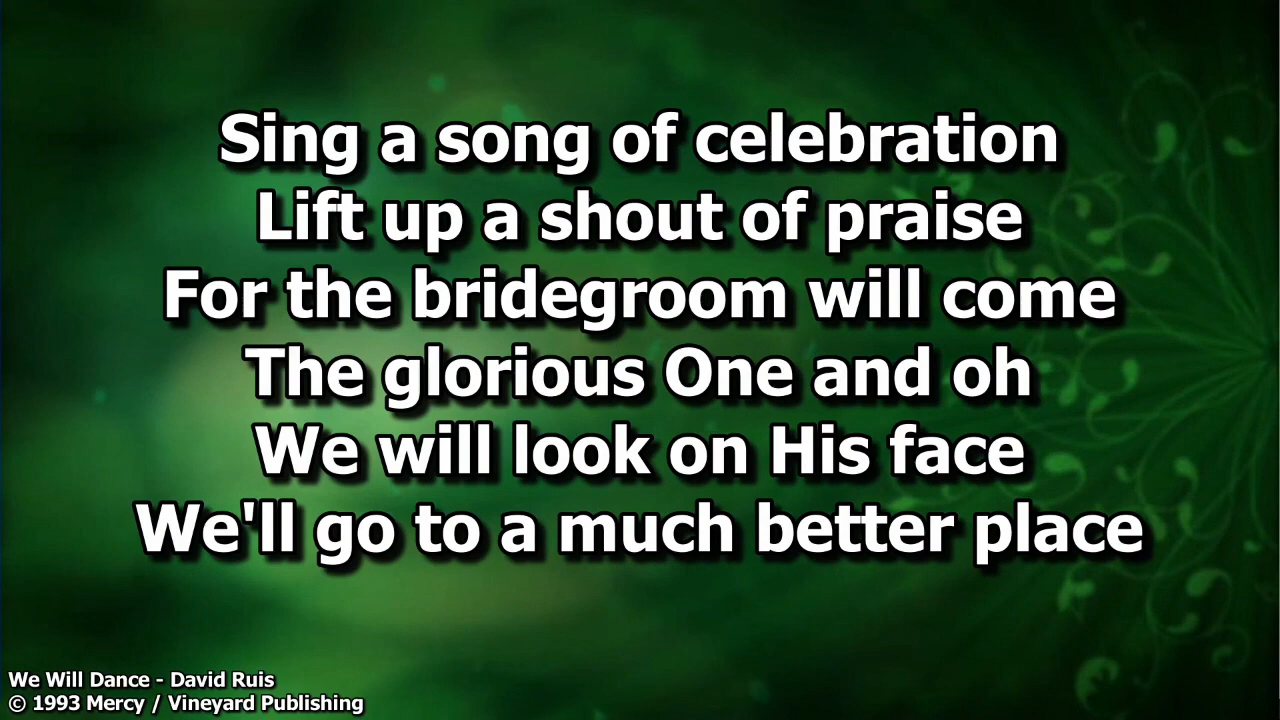 Sing a song of celebration
Lift up a shout of praise
For the bridegroom will come
The glorious One and oh
We will look on His face
We'll go to a much better place
We Will Dance - David Ruis
© 1993 Mercy / Vineyard Publishing